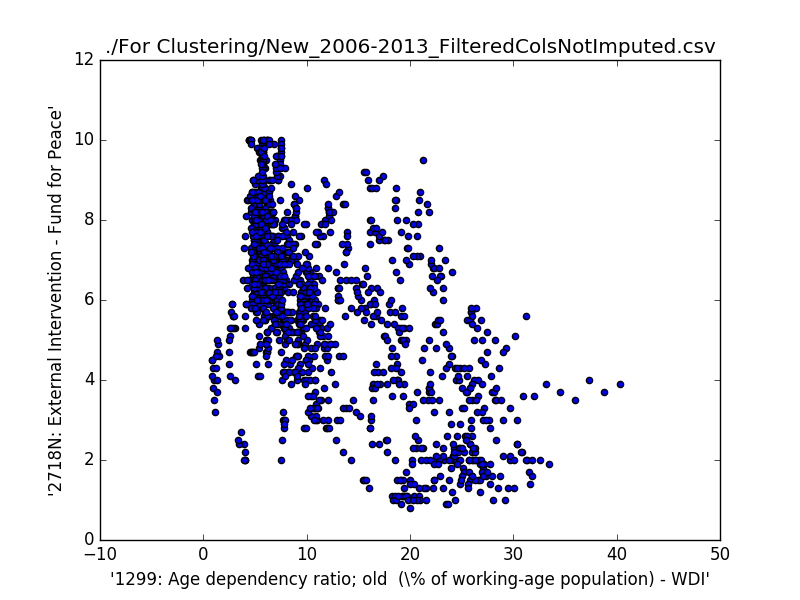 ./For Clustering/New_2006-2013_FilteredColsNotImputed.csv
'2718N: External Intervention - Fund for Peace'
12
10
8
6
4
2
0
−10 0 10 20 30 40 50
'1299: Age dependency ratio; old (\% of working-age population) - WDI'